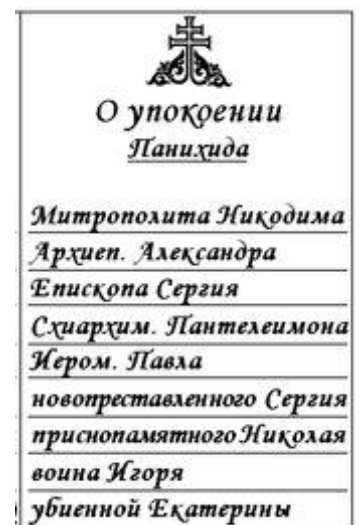 О упокоении
Панихида
Митрополита Никодима
Архиеп. Александра
Епископа Сергия
Схиархим. Пантелеимона
Иером. Павла
новопреставленного Сергия
приснопамятного Николая
воина Игоря
убиенной Екатерины